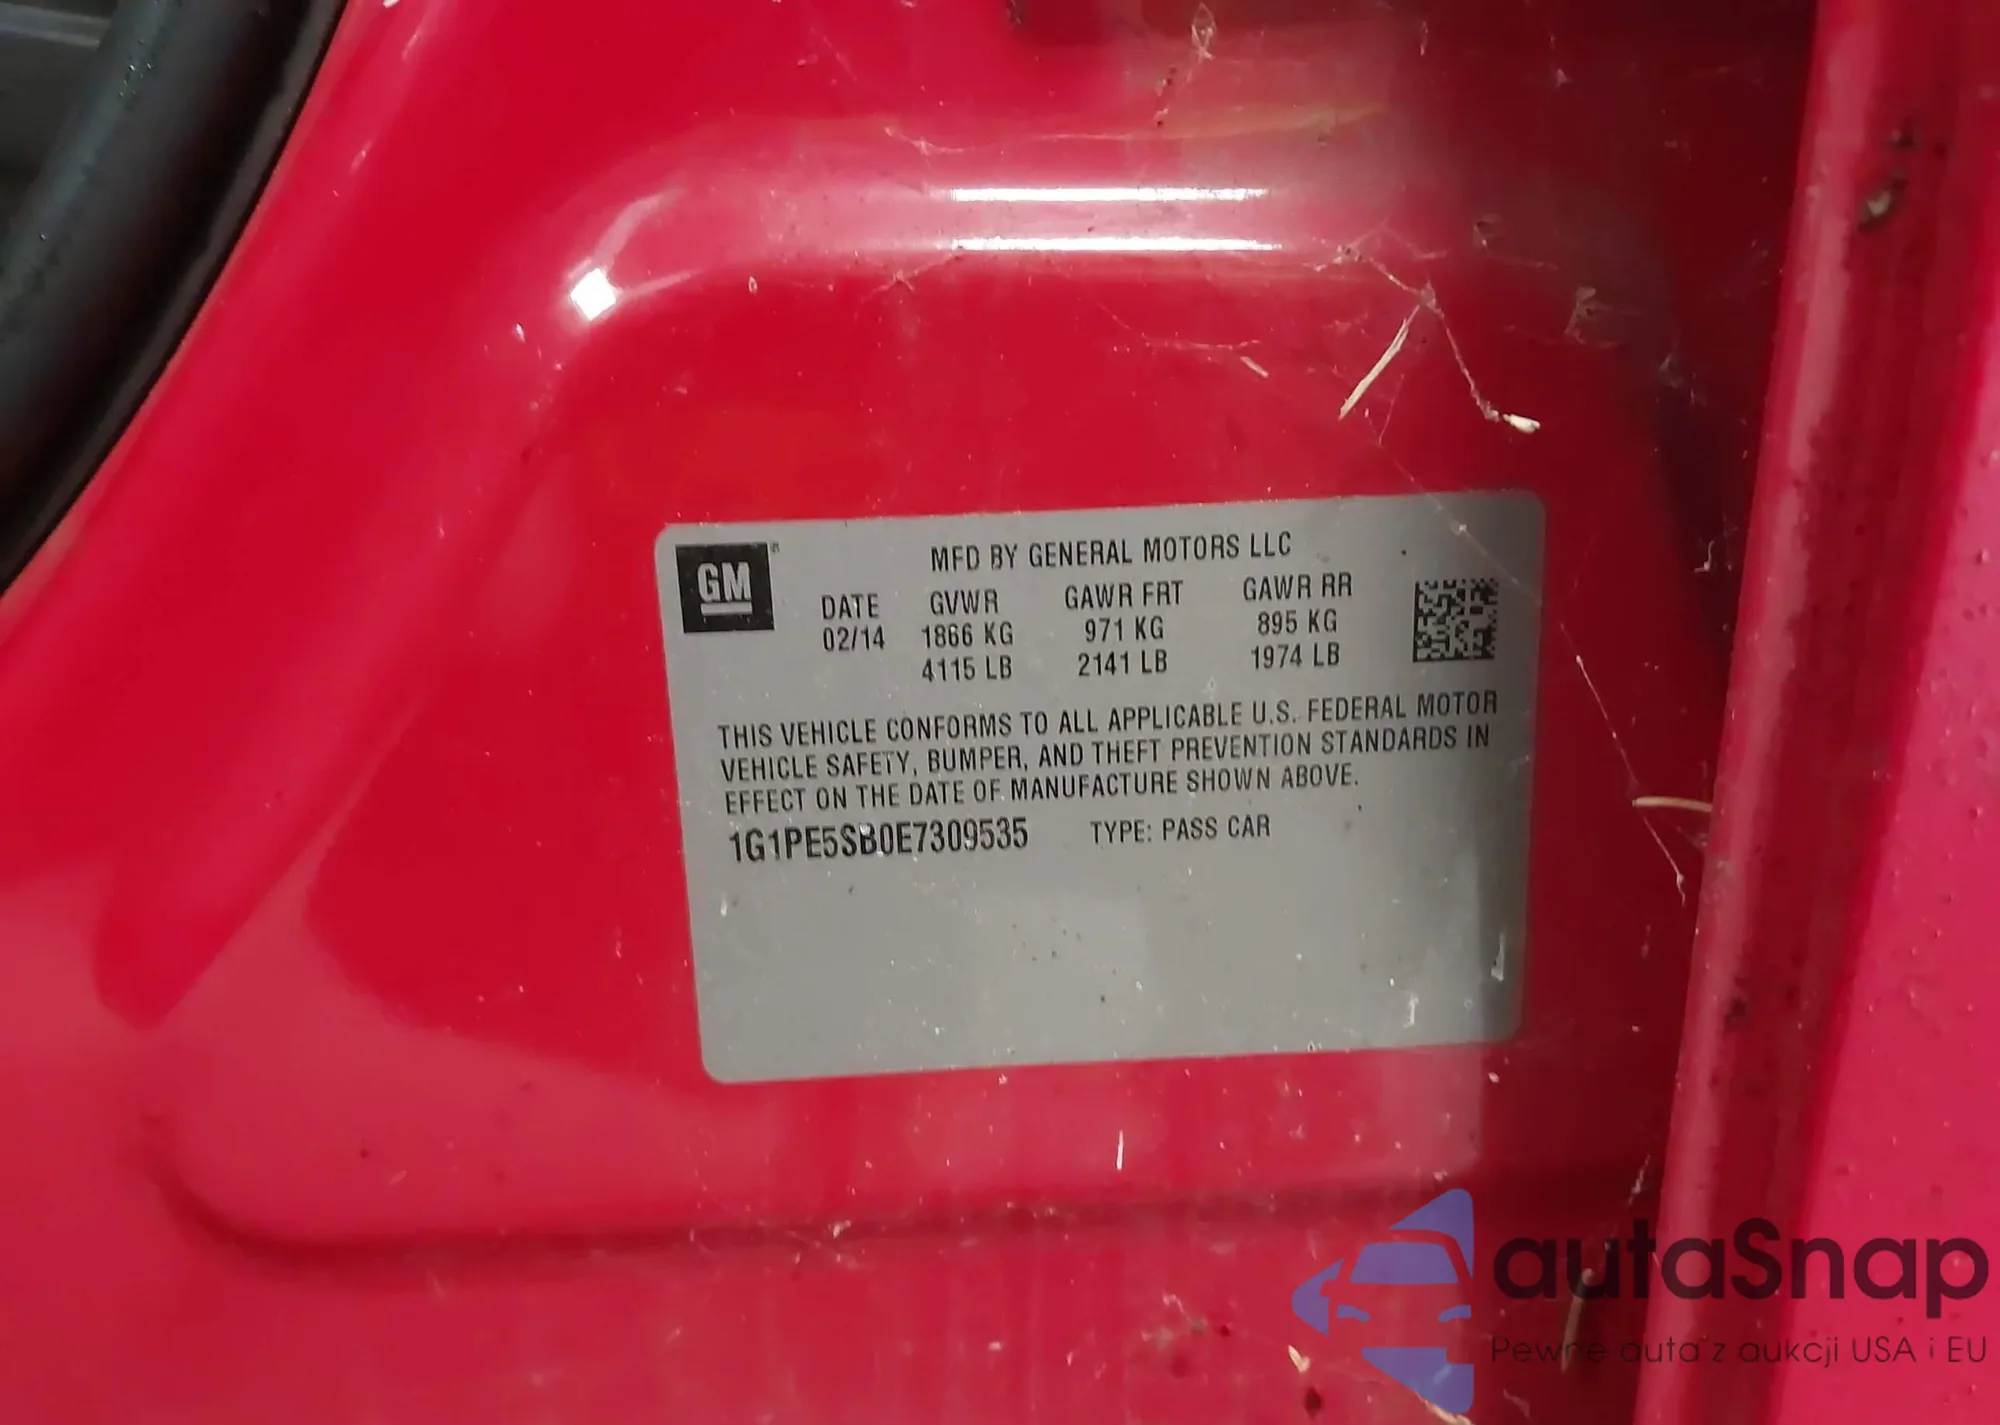 GM
MFD BY GENERAL MOTORS LLC
DATE GVWR GAWR FRT GAWR RR
02/14 1866 KG 971 KG 895 KG
4115 LB 2141 LB 1974 LB
THIS VEHICLE CONFORMS TO ALL APPLICABLE U.S. FEDERAL MOTOR
VEHICLE SAFETY, BUMPER, AND THEFT PREVENTION STANDARDS IN
EFFECT ON THE DATE OF MANUFACTURE SHOWN ABOVE.
1G1PE5SB0E7309535 TYPE: PASS CAR
autaSnap
Pewne auta z aukcji USA i EU